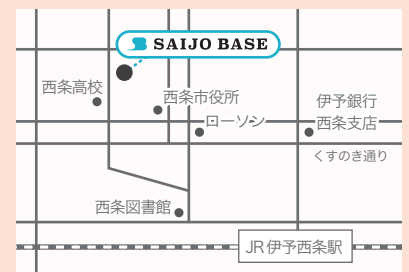 SAIJO BASE
西条高校
西条市役所
ローソン
伊予銀行
西条支店
くすのき通り
西条図書館
JR伊予西条駅